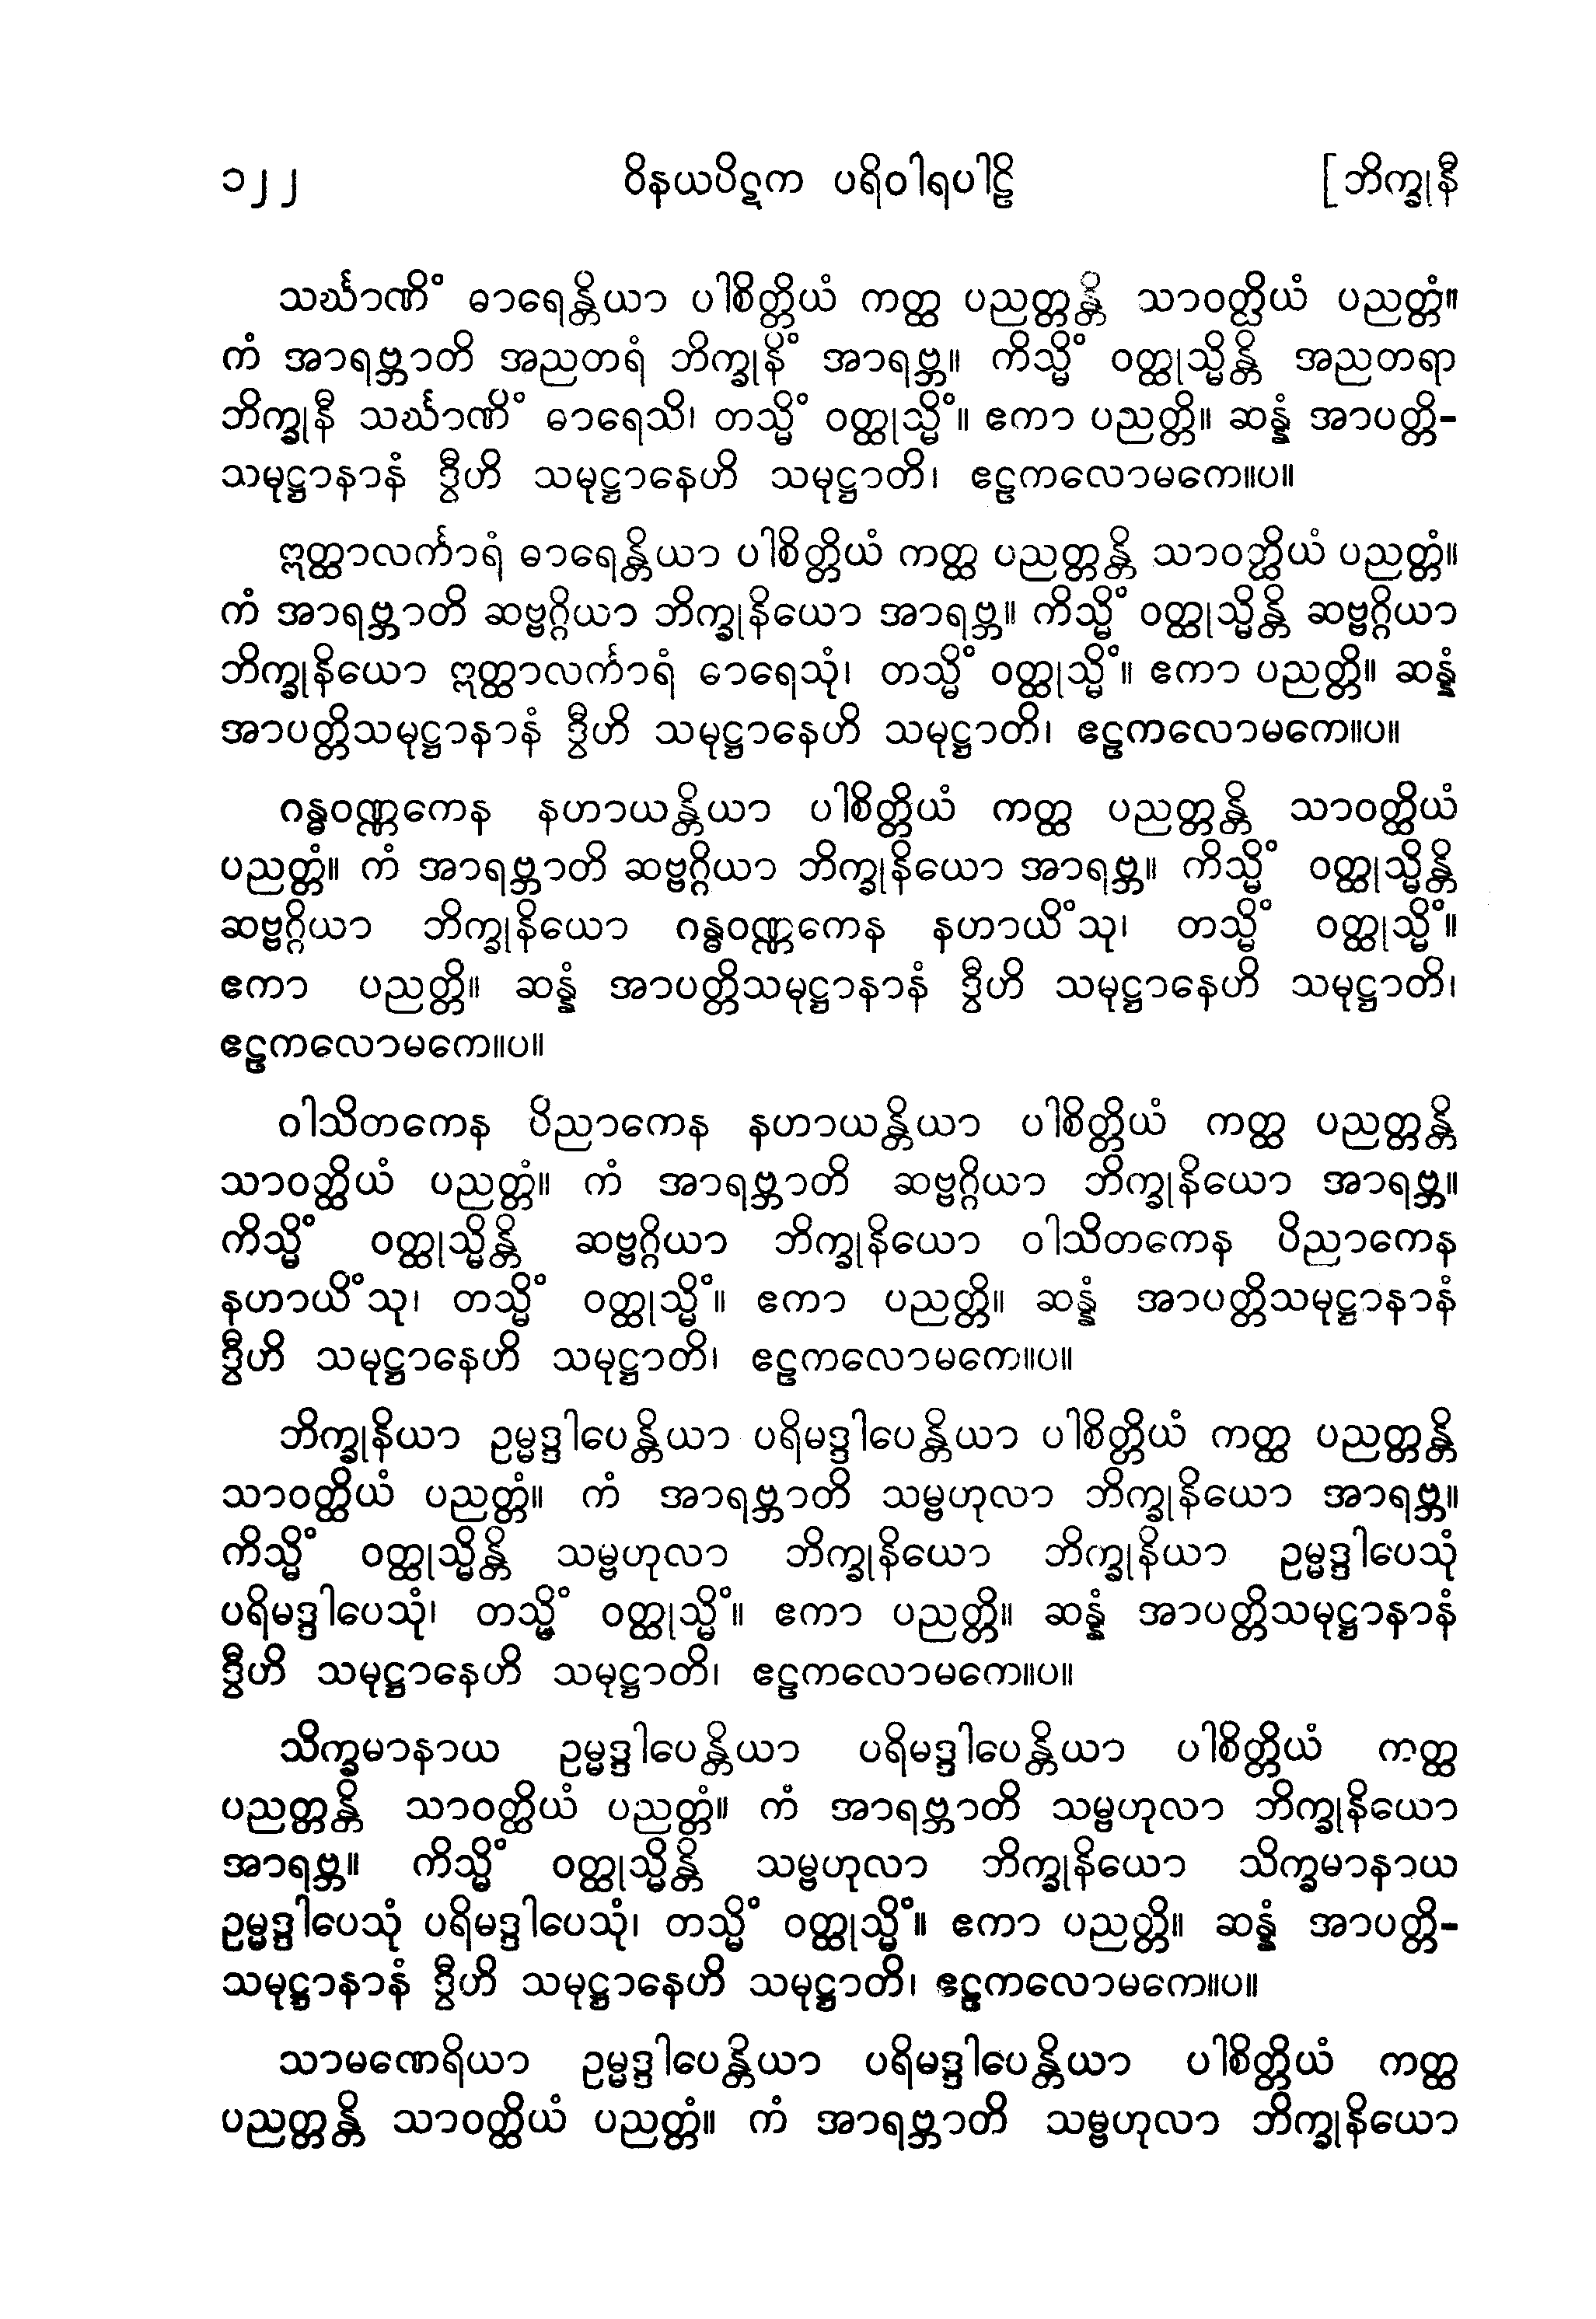 ၁၂၂ ဝိနယပိဋက ပရိဝါရပါဠိ [ဘိက္ခုနီ
သင်္ဃာဏိံ ဓာရေန္တိယာ ပါစိတ္တိယံ ကတ္ထ ပညတ္တန္တိ သာဝတ္ထိယံ ပညတ္တံ။
ကံ အာရဗ္ဘာတိ အညတရံ ဘိက္ခုနိံ အာရဗ္ဘ။ ကိသ္မိံ ဝတ္ထုသ္မိန္တိ အညတရာ
ဘိက္ခုနီ သင်္ဃာဏိံ ဓာရေသိ၊ တသ္မိံ ဝတ္ထုသ္မိံ။ ဧကာ ပညတ္တိ။ ဆန္နံ အာပတ္တိ-
သမုဋ္ဌာနာနံ ဒွီဟိ သမုဋ္ဌာနေဟိ သမုဋ္ဌာတိ၊ ဧဠကလောမကေ။ပ။
ဣတ္ထာလင်္ကာရံ ဓာရေန္တိယာ ပါစိတ္တိယံ ကတ္ထ ပညတ္တန္တိ သာဝတ္ထိယံ ပညတ္တံ။
ကံ အာရဗ္ဘာတိ ဆဗ္ဗဂ္ဂိယာ ဘိက္ခုနိယော အာရဗ္ဘ။ ကိသ္မိံ ဝတ္ထုသ္မိန္တိ ဆဗ္ဗဂ္ဂိယာ
ဘိက္ခုနိယော ဣတ္ထာလင်္ကာရံ ဓာရေသုံ၊ တသ္မိံ ဝတ္ထုသ္မိံ။ ဧကာ ပညတ္တိ။ ဆန္နံ
အာပတ္တိသမုဋ္ဌာနာနံ ဒွီဟိ သမုဋ္ဌာနေဟိ သမုဋ္ဌာတိ၊ ဧဠကလောမကေ။ပ။
ဂန္ဓဝဏ္ဏကေန နဟာယန္တိယာ ပါစိတ္တိယံ ကတ္ထ ပညတ္တန္တိ သာဝတ္ထိယံ
ပညတ္တံ။ ကံ အာရဗ္ဘာတိ ဆဗ္ဗဂ္ဂိယာ ဘိက္ခုနိယော အာရဗ္ဘ။ ကိသ္မိံ ဝတ္ထုသ္မိန္တိ
ဆဗ္ဗဂ္ဂိယာ ဘိက္ခုနိယော ဂန္ဓဝဏ္ဏကေန နဟာယိံသု၊ တသ္မိံ ဝတ္ထုသ္မိံ။
ဧကာ ပညတ္တိ။ ဆန္နံ အာပတ္တိသမုဋ္ဌာနာနံ ဒွီဟိ သမုဋ္ဌာနေဟိ သမုဋ္ဌာတိ၊
ဧဠကလောမကေ။ပ။
ဝါသိတကေန ပိညာကေန နဟာယန္တိယာ ပါစိတ္တိယံ ကတ္ထ ပညတ္တန္တိ
သာဝတ္ထိယံ ပညတ္တံ။ ကံ အာရဗ္ဘာတိ ဆဗ္ဗဂ္ဂိယာ ဘိက္ခုနိယော အာရဗ္ဘ။
ကိသ္မိံ ဝတ္ထုသ္မိန္တိ ဆဗ္ဗဂ္ဂိယာ ဘိက္ခုနိယော ဝါသိတကေန ပိညာကေန
နဟာယိံသု၊ တသ္မိံ ဝတ္ထုသ္မိံ။ ဧကာ ပညတ္တိ။ ဆန္နံ အာပတ္တိသမုဋ္ဌာနာနံ
ဒွီဟိ သမုဋ္ဌာနေဟိ သမုဋ္ဌာတိ၊ ဧဠကလောမကေ။ပ။
ဘိက္ခုနိယာ ဥမ္မဒ္ဒါပေန္တိယာ ပရိမဒ္ဒါပေန္တိယာ ပါစိတ္တိယံ ကတ္ထ ပညတ္တန္တိ
သာဝတ္ထိယံ ပညတ္တံ။ ကံ အာရဗ္ဘာတိ သမ္ဗဟုလာ ဘိက္ခုနိယော အာရဗ္ဘ။
ကိသ္မိံ ဝတ္ထုသ္မိန္တိ သမ္ဗဟုလာ ဘိက္ခုနိယော ဘိက္ခုနိယာ ဥမ္မဒ္ဒါပေသုံ
ပရိမဒ္ဒါပေသုံ၊ တသ္မိံ ဝတ္ထုသ္မိံ။ ဧကာ ပညတ္တိ။ ဆန္နံ အာပတ္တိသမုဋ္ဌာနာနံ
ဒွီဟိ သမုဋ္ဌာနေဟိ သမုဋ္ဌာတိ၊ ဧဠကလောမကေ။ပ။
သိက္ခမာနာယ ဥမ္မဒ္ဒါပေန္တိယာ ပရိမဒ္ဒါပေန္တိယာ ပါစိတ္တိယံ ကတ္ထ
ပညတ္တန္တိ သာဝတ္ထိယံ ပညတ္တံ။ ကံ အာရဗ္ဘာတိ သမ္ဗဟုလာ ဘိက္ခုနိယော
အာရဗ္ဘ။ ကိသ္မိံ ဝတ္ထုသ္မိန္တိ သမ္ဗဟုလာ ဘိက္ခုနိယော သိက္ခမာနာယ
ဥမ္မဒ္ဒါပေသုံ ပရိမဒ္ဒါပေသုံ၊ တသ္မိံ ဝတ္ထုသ္မိံ။ ဧကာ ပညတ္တိ။ ဆန္နံ အာပတ္တိ-
သမုဋ္ဌာနာနံ ဒွီဟိ သမုဋ္ဌာနေဟိ သမုဋ္ဌာတိ၊ ဧဠကလောမကေ။ပ။
သာမဏေရိယာ ဥမ္မဒ္ဒါပေန္တိယာ ပရိမဒ္ဒါပေန္တိယာ ပါစိတ္တိယံ ကတ္ထ
ပညတ္တန္တိ သာဝတ္ထိယံ ပညတ္တံ။ ကံ အာရဗ္ဘာတိ သမ္ဗဟုလာ ဘိက္ခုနိယော